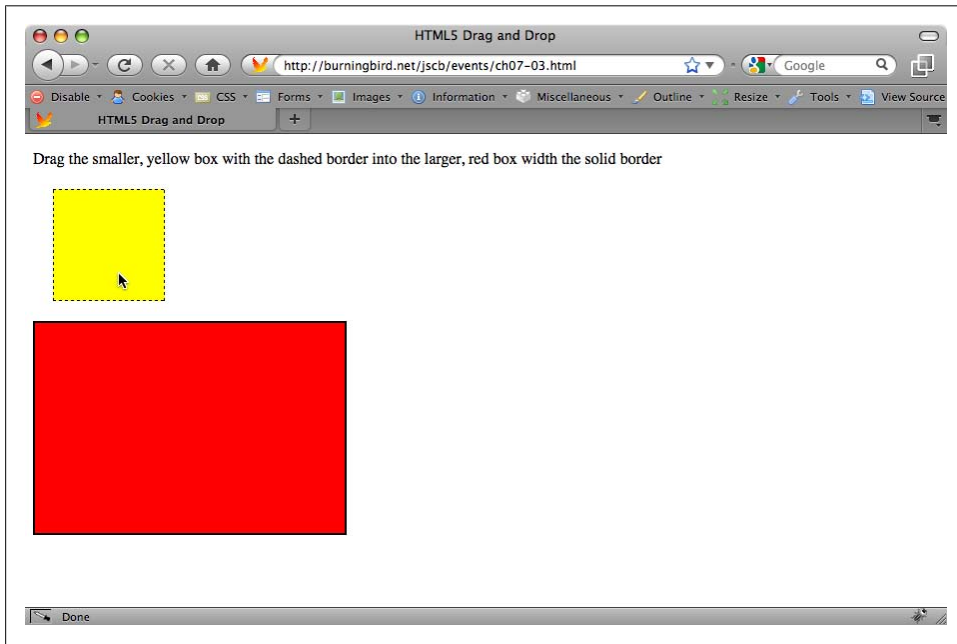 HTML5 Drag and Drop
http://burningbird.net/jscb/events/ch07-03.html
Google
Disable Cookies CSS Forms Images Information Miscellaneous Outline Resize Tools View Source
HTML5 Drag and Drop
Drag the smaller, yellow box with the dashed border into the larger, red box width the solid border
Done